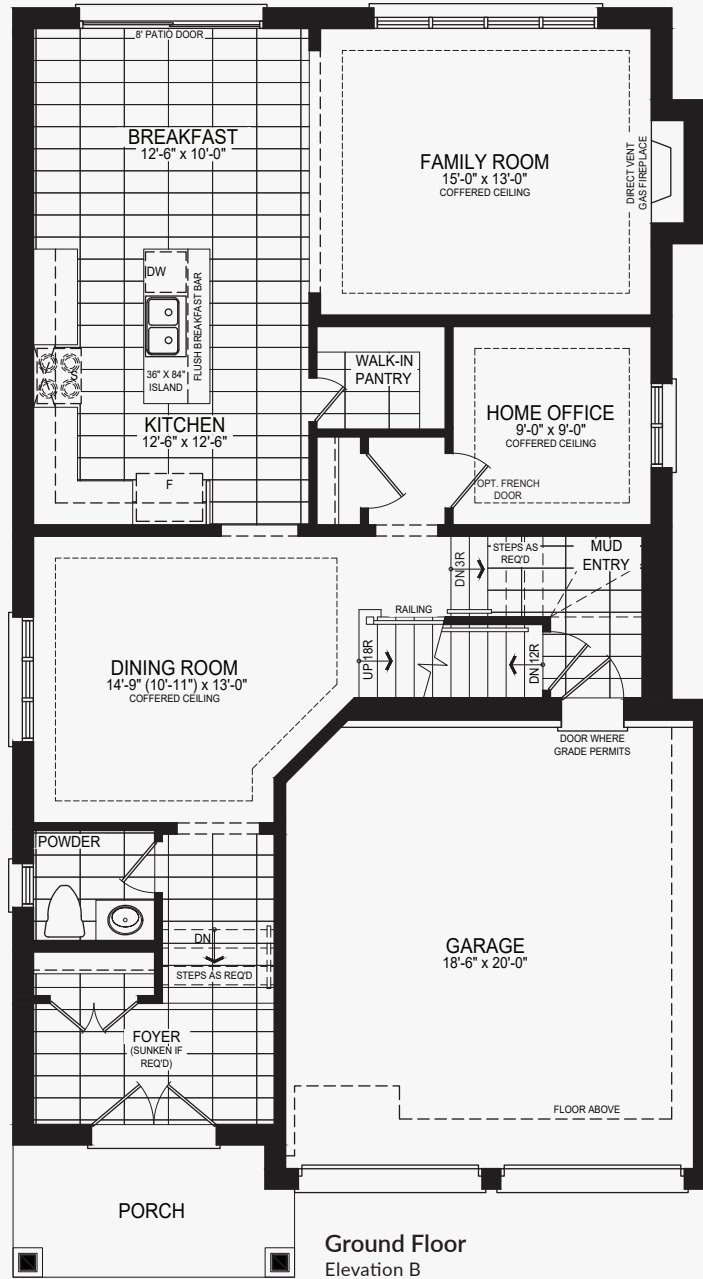 8' PATIO DOOR
BREAKFAST
12'-6" x 10'-0"
FAMILY ROOM
15'-0" x 13'-0"
COFFERED CEILING
DIRECT VENT
GAS FIREPLACE
DW
FLUSH BREAKFAST BAR
36" X 84"
ISLAND
S
KITCHEN
12'-6" x 12'-6"
F
WALK-IN
PANTRY
HOME OFFICE
9'-0" x 9'-0"
COFFERED CEILING
OPT. FRENCH
DOOR
DN 3R
STEPS AS
REQ'D
MUD
ENTRY
RAILING
UP 18R
DN 12R
DINING ROOM
14'-9" (10'-11") x 13'-0"
COFFERED CEILING
DOOR WHERE
GRADE PERMITS
POWDER
DN
STEPS AS REQ'D
GARAGE
18'-6" x 20'-0"
FOYER
(SUNKEN IF
REQ'D)
FLOOR ABOVE
PORCH
Ground Floor
Elevation B